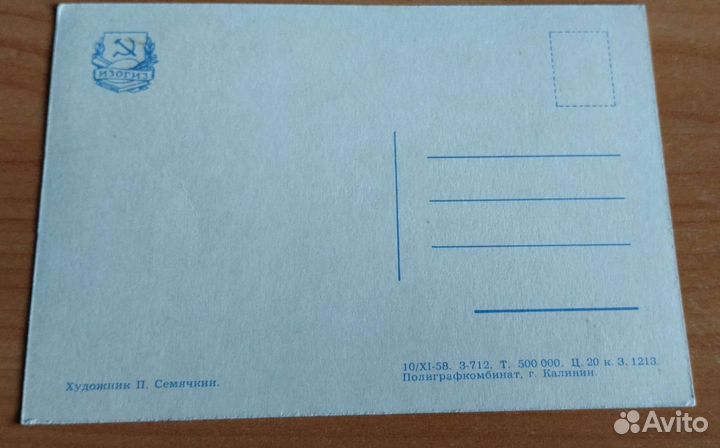 ИЗОГИЗ
10/XI-58. З-712. Т. 500 000. Ц. 20 к. З. 1213.
Полиграфкомбинат, г. Калинин.
Художник П. Семячкин.
Avito